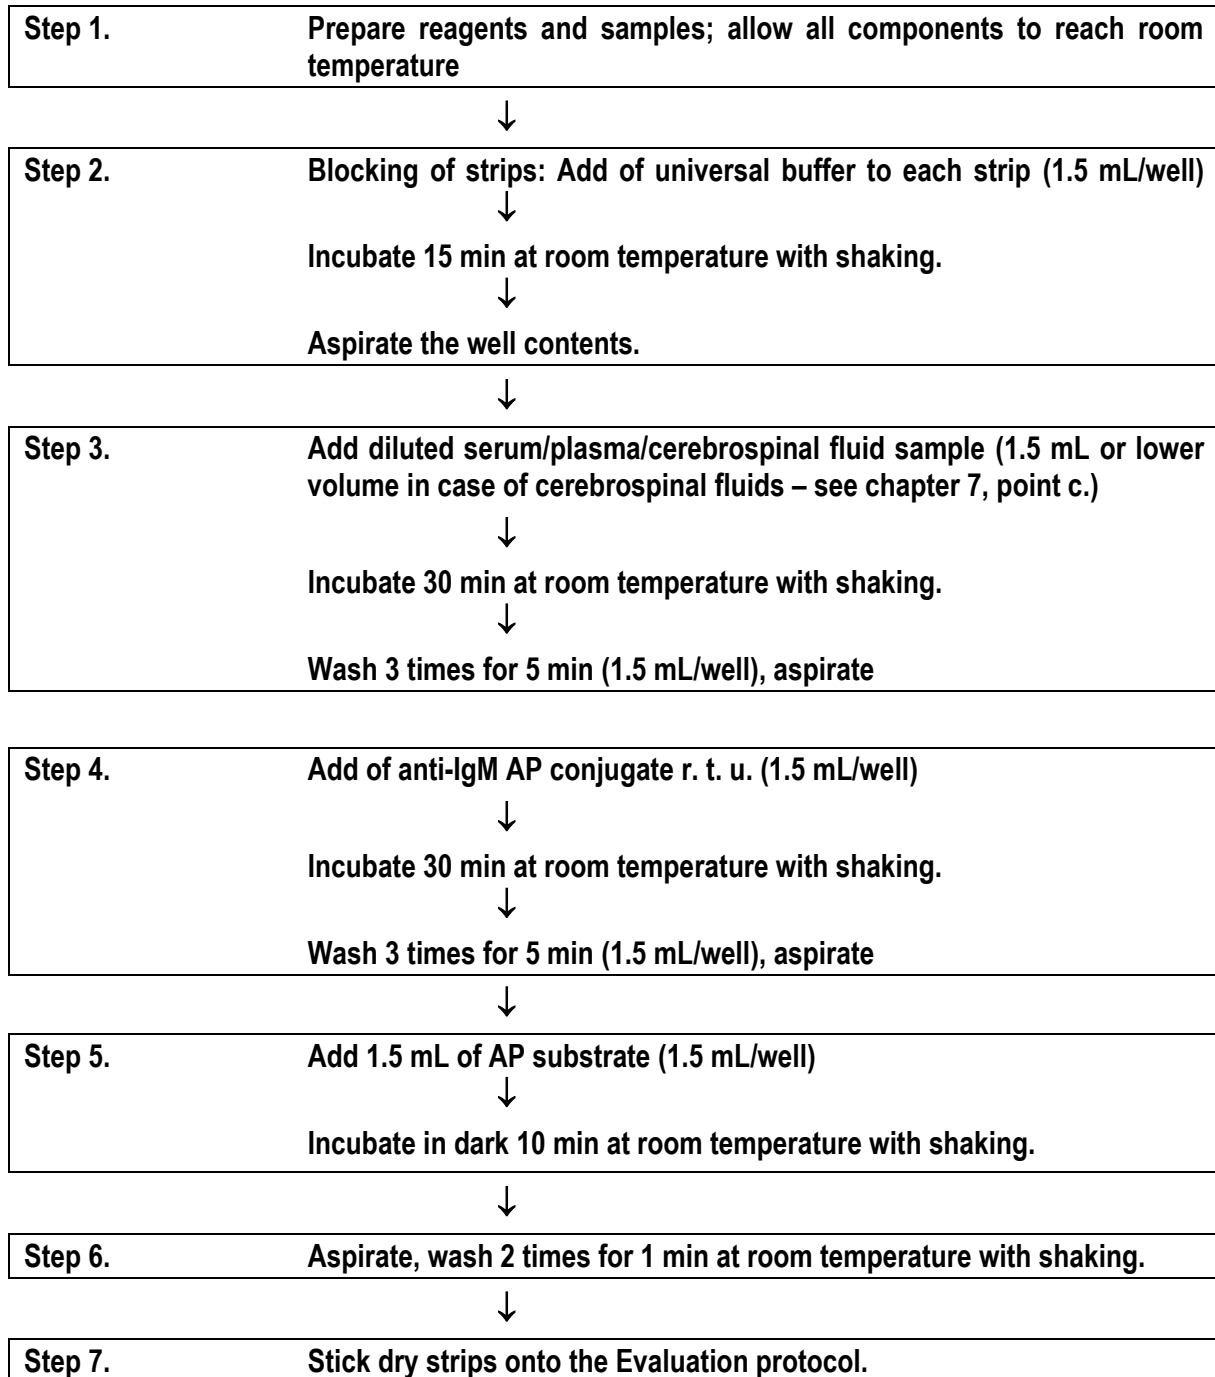 Step 1. Prepare reagents and samples; allow all components to reach room
temperature
↓
Step 2. Blocking of strips: Add of universal buffer to each strip (1.5 mL/well)
↓
Incubate 15 min at room temperature with shaking.
↓
Aspirate the well contents.
↓
Step 3. Add diluted serum/plasma/cerebrospinal fluid sample (1.5 mL or lower
volume in case of cerebrospinal fluids – see chapter 7, point c.)
↓
Incubate 30 min at room temperature with shaking.
↓
Wash 3 times for 5 min (1.5 mL/well), aspirate
Step 4. Add of anti-IgM AP conjugate r. t. u. (1.5 mL/well)
↓
Incubate 30 min at room temperature with shaking.
↓
Wash 3 times for 5 min (1.5 mL/well), aspirate
↓
Step 5. Add 1.5 mL of AP substrate (1.5 mL/well)
↓
Incubate in dark 10 min at room temperature with shaking.
↓
Step 6. Aspirate, wash 2 times for 1 min at room temperature with shaking.
↓
Step 7. Stick dry strips onto the Evaluation protocol.